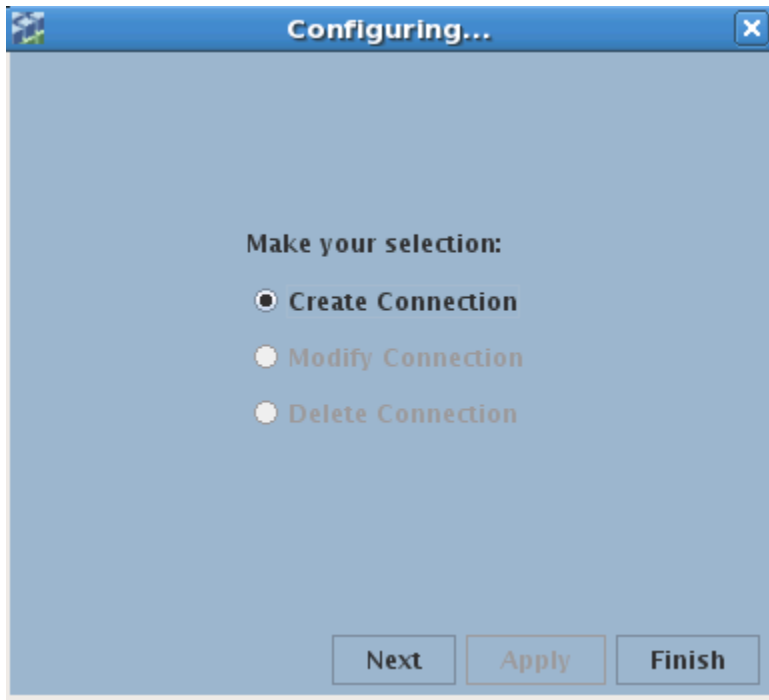 Configuring...
Make your selection:
Create Connection
Modify Connection
Delete Connection
Next Apply Finish